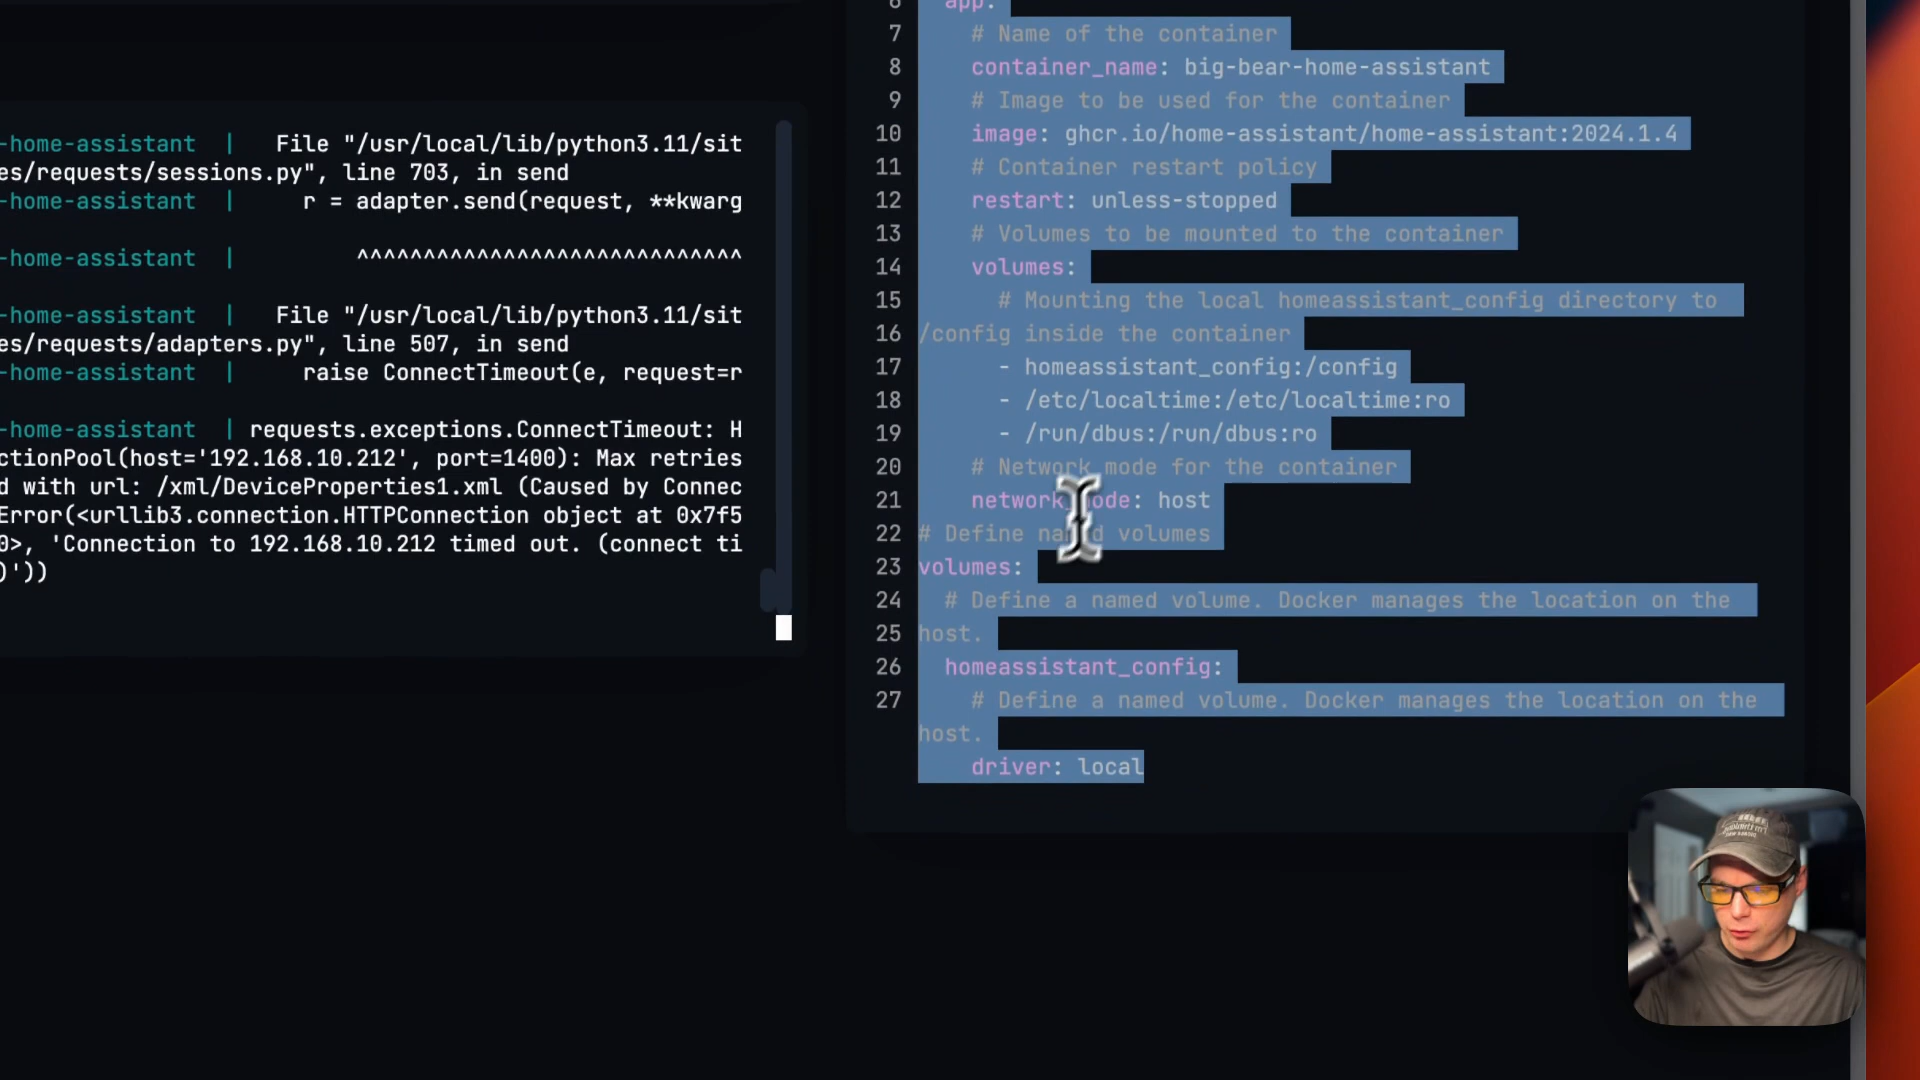 -home-assistant | File "/usr/local/lib/python3.11/sit
es/requests/sessions.py", line 703, in send
-home-assistant | r = adapter.send(request, **kwarg
-home-assistant | ^^^^^^^^^^^^^^^^^^^^^^^^^^^^^
-home-assistant | File "/usr/local/lib/python3.11/sit
es/requests/adapters.py", line 507, in send
-home-assistant | raise ConnectTimeout(e, request=r
-home-assistant | requests.exceptions.ConnectTimeout: H
ctionPool(host='192.168.10.212', port=1400): Max retries
d with url: /xml/DeviceProperties1.xml (Caused by Connec
Error(<urllib3.connection.HTTPConnection object at 0x7f5
0>, 'Connection to 192.168.10.212 timed out. (connect ti
)'))
6 app:
7 # Name of the container
8 container_name: big-bear-home-assistant
9 # Image to be used for the container
10 image: ghcr.io/home-assistant/home-assistant:2024.1.4
11 # Container restart policy
12 restart: unless-stopped
13 # Volumes to be mounted to the container
14 volumes:
15 # Mounting the local homeassistant_config directory to
16 /config inside the container
17 - homeassistant_config:/config
18 - /etc/localtime:/etc/localtime:ro
19 - /run/dbus:/run/dbus:ro
20 # Network mode for the container
21 network_mode: host
22 # Define named volumes
23 volumes:
24 # Define a named volume. Docker manages the location on the
25 host.
26 homeassistant_config:
27 # Define a named volume. Docker manages the location on the
host.
driver: local